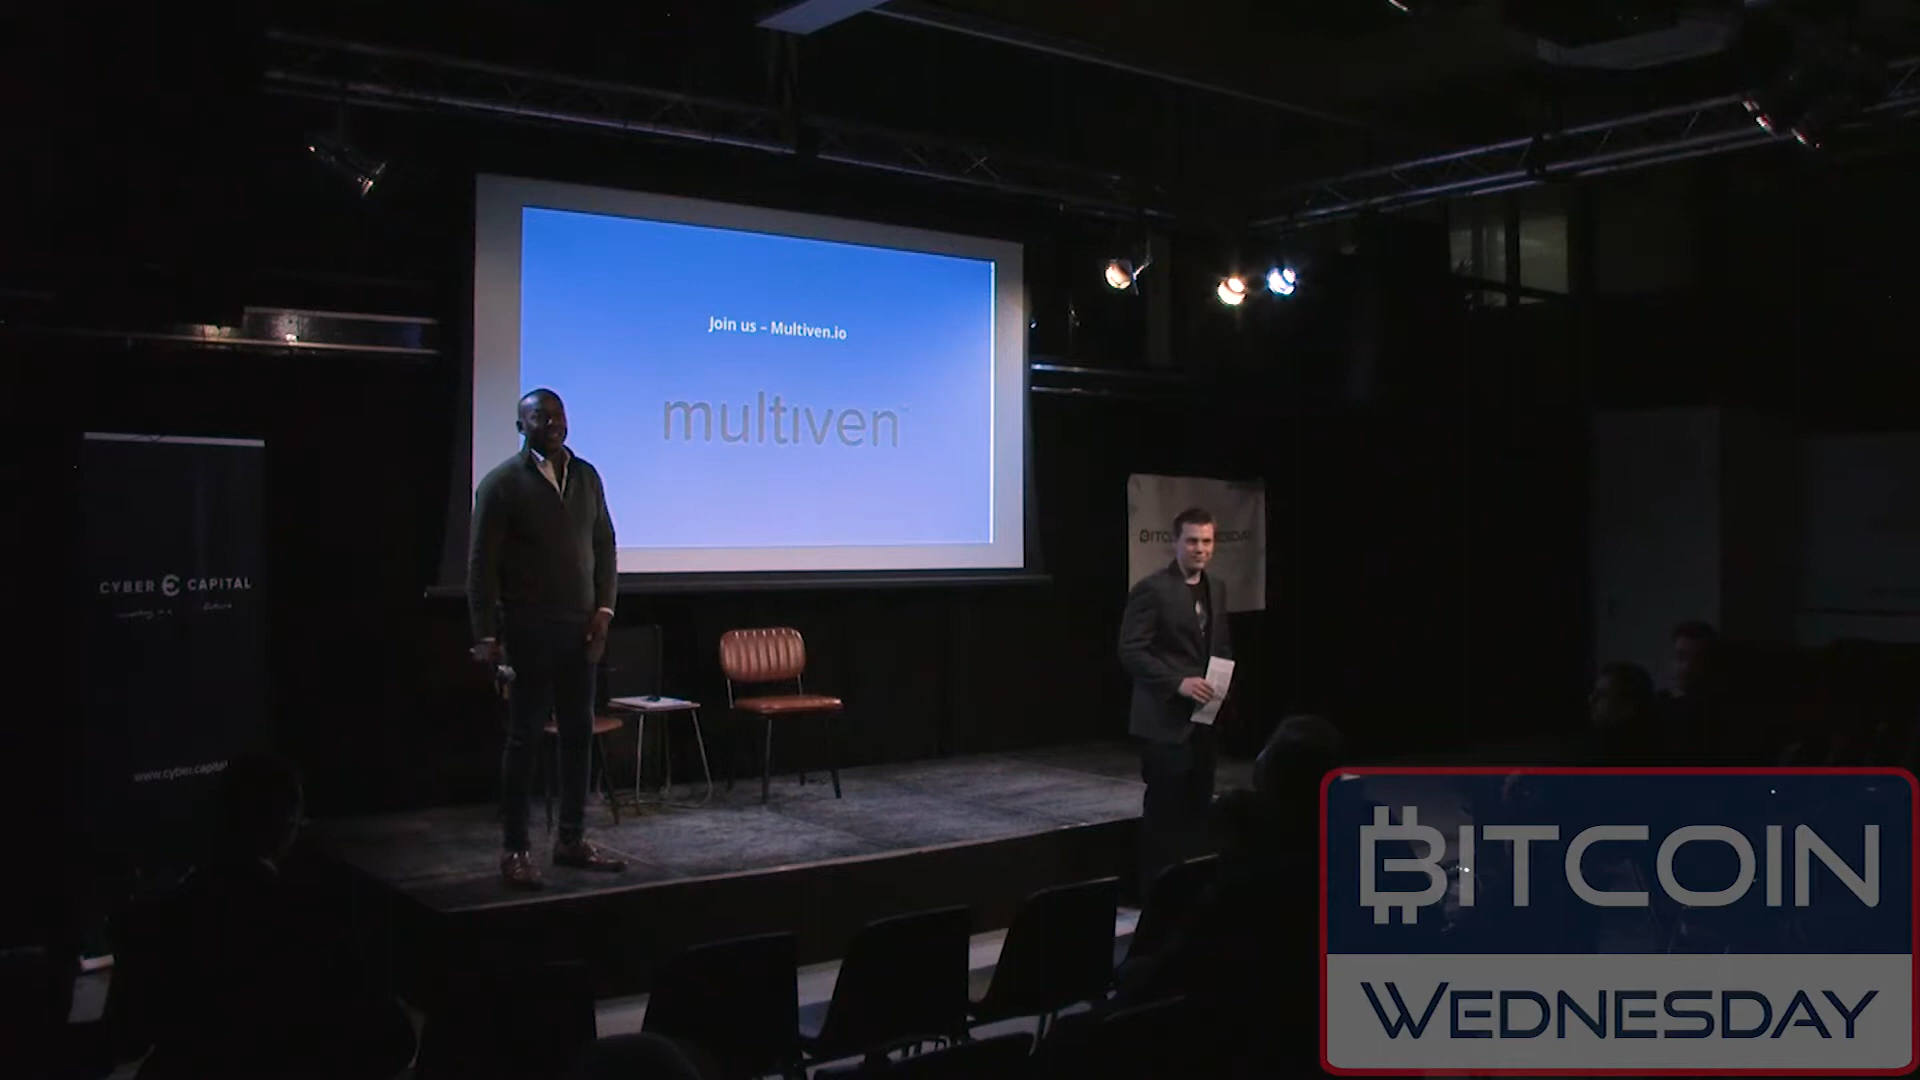 Join us – Multiven.io
multiven
CYBER CAPITAL
www.cyber.capital
BITCOIN
WEDNESDAY